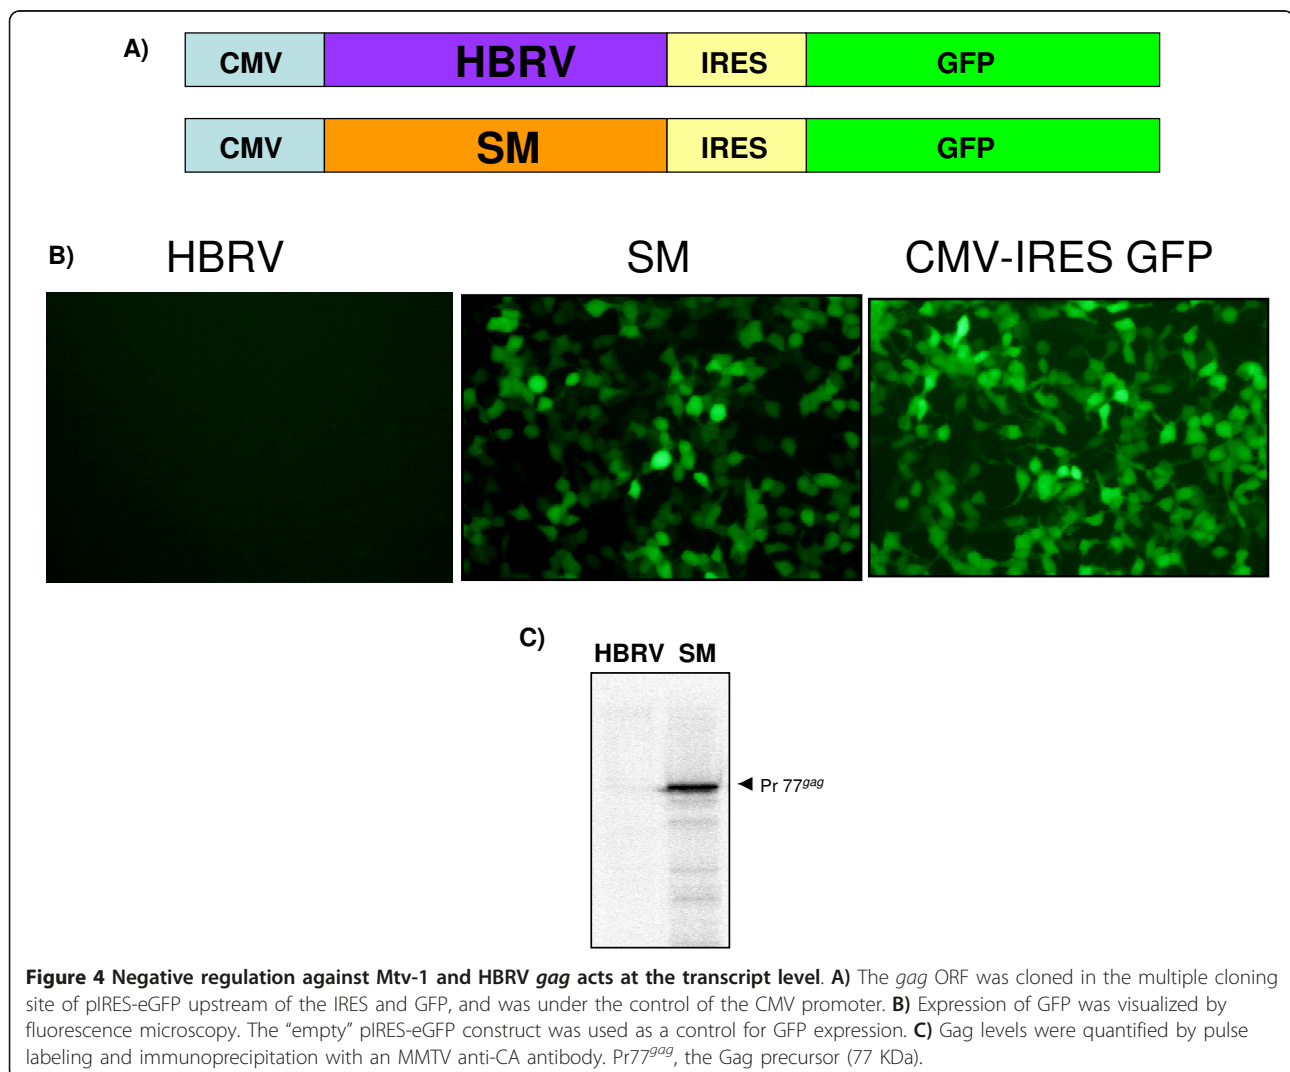 A)
CMV HBRV IRES GFP
CMV SM IRES GFP
B)
HBRV SM CMV-IRES GFP
C)
HBRV SM
◄ Pr 77gag
Figure 4 Negative regulation against Mtv-1 and HBRV gag acts at the transcript level. A) The gag ORF was cloned in the multiple cloning
site of pIRES-eGFP upstream of the IRES and GFP, and was under the control of the CMV promoter. B) Expression of GFP was visualized by
fluorescence microscopy. The “empty” pIRES-eGFP construct was used as a control for GFP expression. C) Gag levels were quantified by pulse
labeling and immunoprecipitation with an MMTV anti-CA antibody. Pr77gag, the Gag precursor (77 KDa).